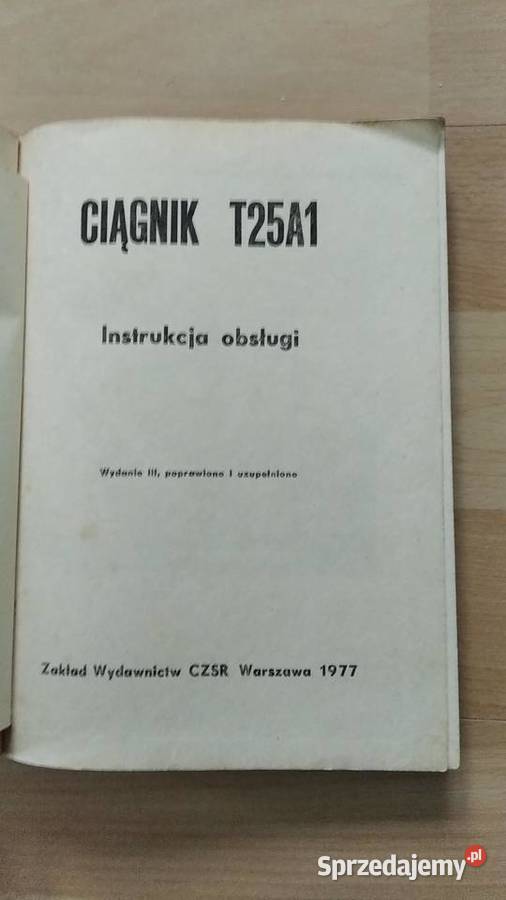 CIĄGNIK T25A1
Instrukcja obsługi
Wydanie III, poprawione i uzupełnione
Zakład Wydawnictw CZSR Warszawa 1977
Sprzedajemy.pl